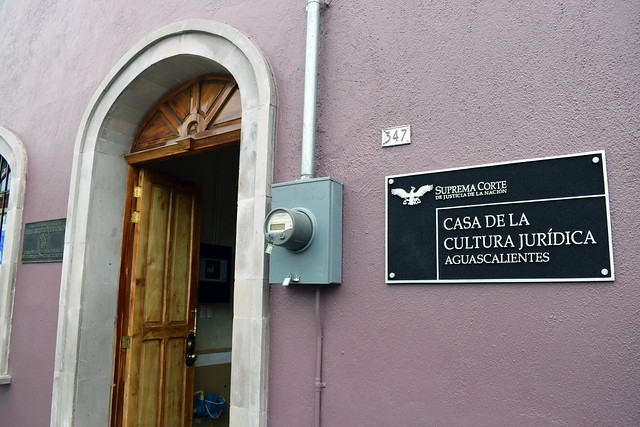 347
SUPREMA CORTE
DE JUSTICIA DE LA NACIÓN
CASA DE LA
CULTURA JURÍDICA
AGUASCALIENTES